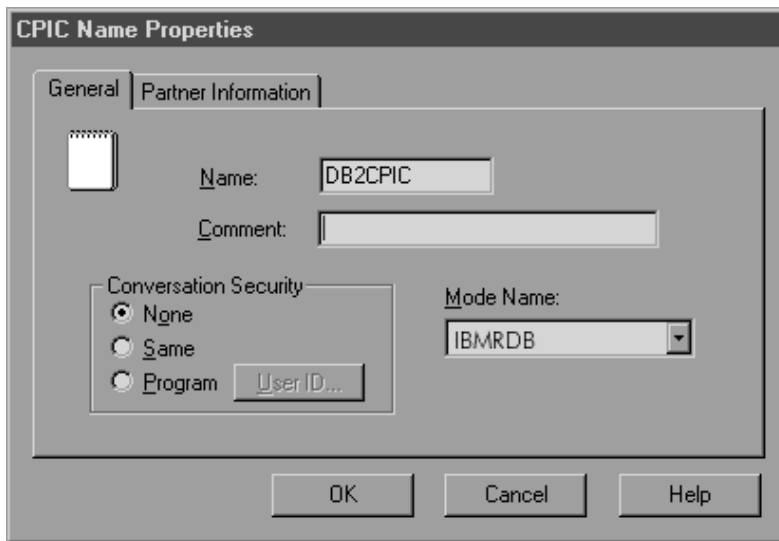 CPIC Name Properties
General Partner Information
Name: DB2CPIC
Comment:
Conversation Security
None
Same
Program User ID...
Mode Name:
IBMRDB
OK Cancel Help